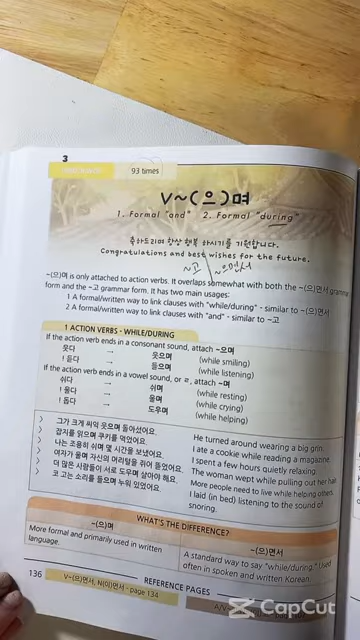 3
93 times
V~(으)며
1. Formal "and" 2. Formal "during"
축하드리며 항상 행복 하시기를 기원합니다.
Congratulations and best wishes for the future.
~고 ~으면서
~(으)며 is only attached to action verbs. It overlaps somewhat with both the ~(으)면서 grammar
form and the ~고 grammar form. It has two main usages:
1 A formal/written way to link clauses with "while/during" - similar to ~(으)면서
2 A formal/written way to link clauses with "and" - similar to ~고
1 ACTION VERBS - WHILE/DURING
If the action verb ends in a consonant sound, attach ~으며
웃다 → 웃으며 (while smiling)
! 듣다 → 들으며 (while listening)
If the action verb ends in a vowel sound, or ㄹ, attach ~며
쉬다 → 쉬며 (while resting)
! 울다 → 울며 (while crying)
! 돕다 → 도우며 (while helping)
> 그가 크게 씩 웃으며 돌아섰어요. He turned around wearing a big grin.
> 잡지를 읽으며 쿠키를 먹었어요. I ate a cookie while reading a magazine.
> 나는 조용히 쉬며 몇 시간을 보냈어요. I spent a few hours quietly relaxing.
> 여자가 울며 자신의 머리털을 쥐어 뜯었어요. The woman wept while pulling out her hair.
> 더 많은 사람들이 서로 도우며 살아야 해요. More people need to live while helping others.
> 코 고는 소리를 들으며 누워 있었어요. I laid (in bed) listening to the sound of
snoring.
WHAT'S THE DIFFERENCE?
~(으)며 ~(으)면서
More formal and primarily used in written
language.
A standard way to say "while/during." Used
often in spoken and written Korean.
REFERENCE PAGES
136 V~(으)면서, N(이)면서 - page 134
CapCut